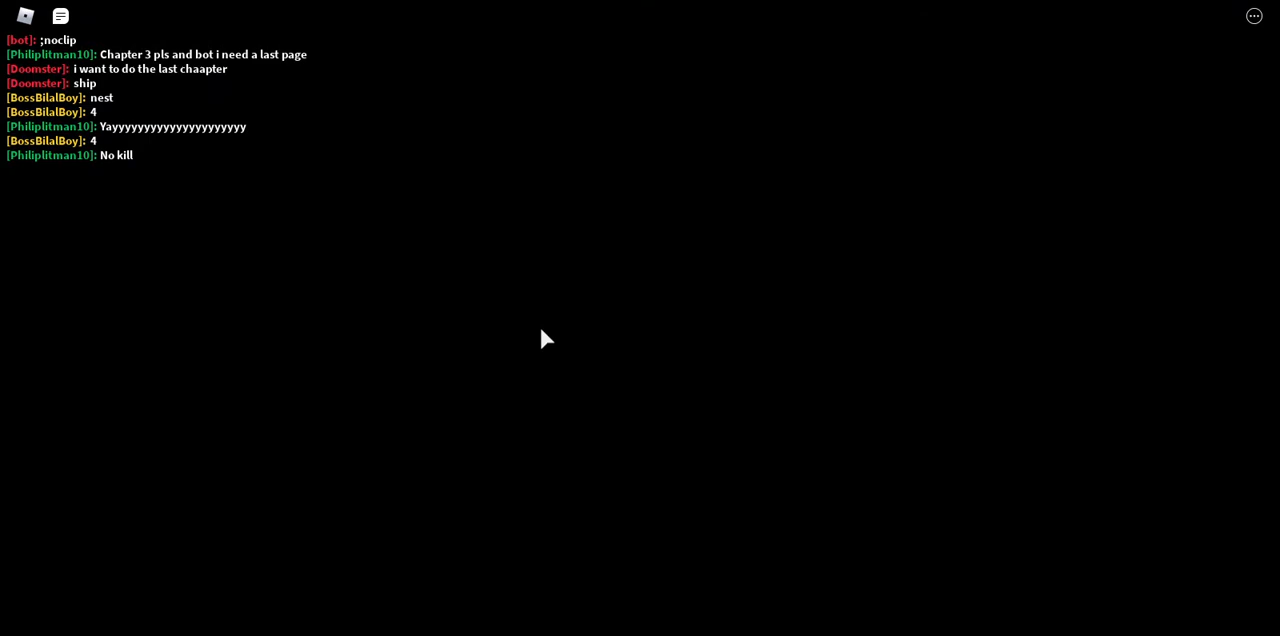 [bot]: ;noclip
[Philiplitman10]: Chapter 3 pls and bot i need a last page
[Doomster]: i want to do the last chaapter
[Doomster]: ship
[BossBilalBoy]: nest
[BossBilalBoy]: 4
[Philiplitman10]: Yayyyyyyyyyyyyyyyyyyyyy
[BossBilalBoy]: 4
[Philiplitman10]: No kill